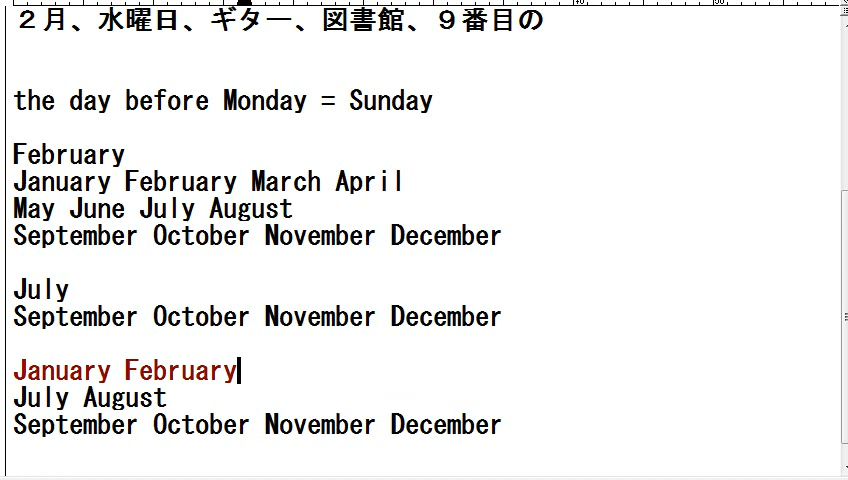 ２月、水曜日、ギター、図書館、９番目の
the day before Monday = Sunday
February
January February March April
May June July August
September October November December
July
September October November December
January February
July August
September October November December